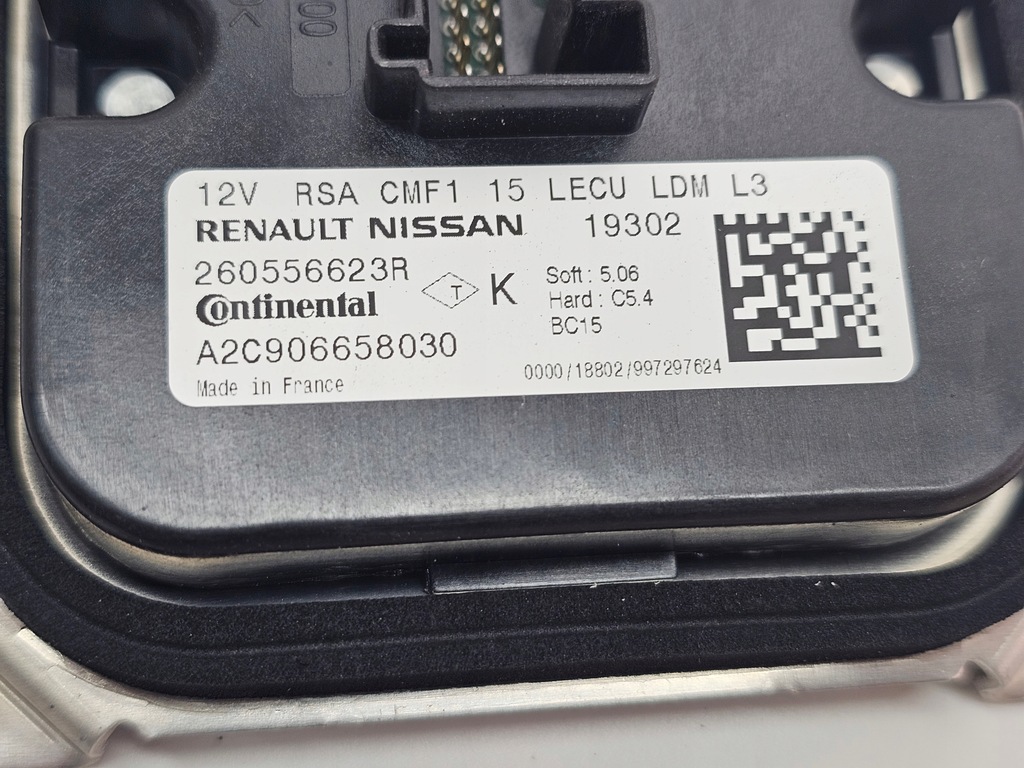 12V RSA CMF1 15 LECU LDM L3
RENAULT NISSAN 19302
260556623R
Continental
T K
Soft : 5.06
Hard : C5.4
BC15
A2C906658030
Made in France
0000/18802/997297624